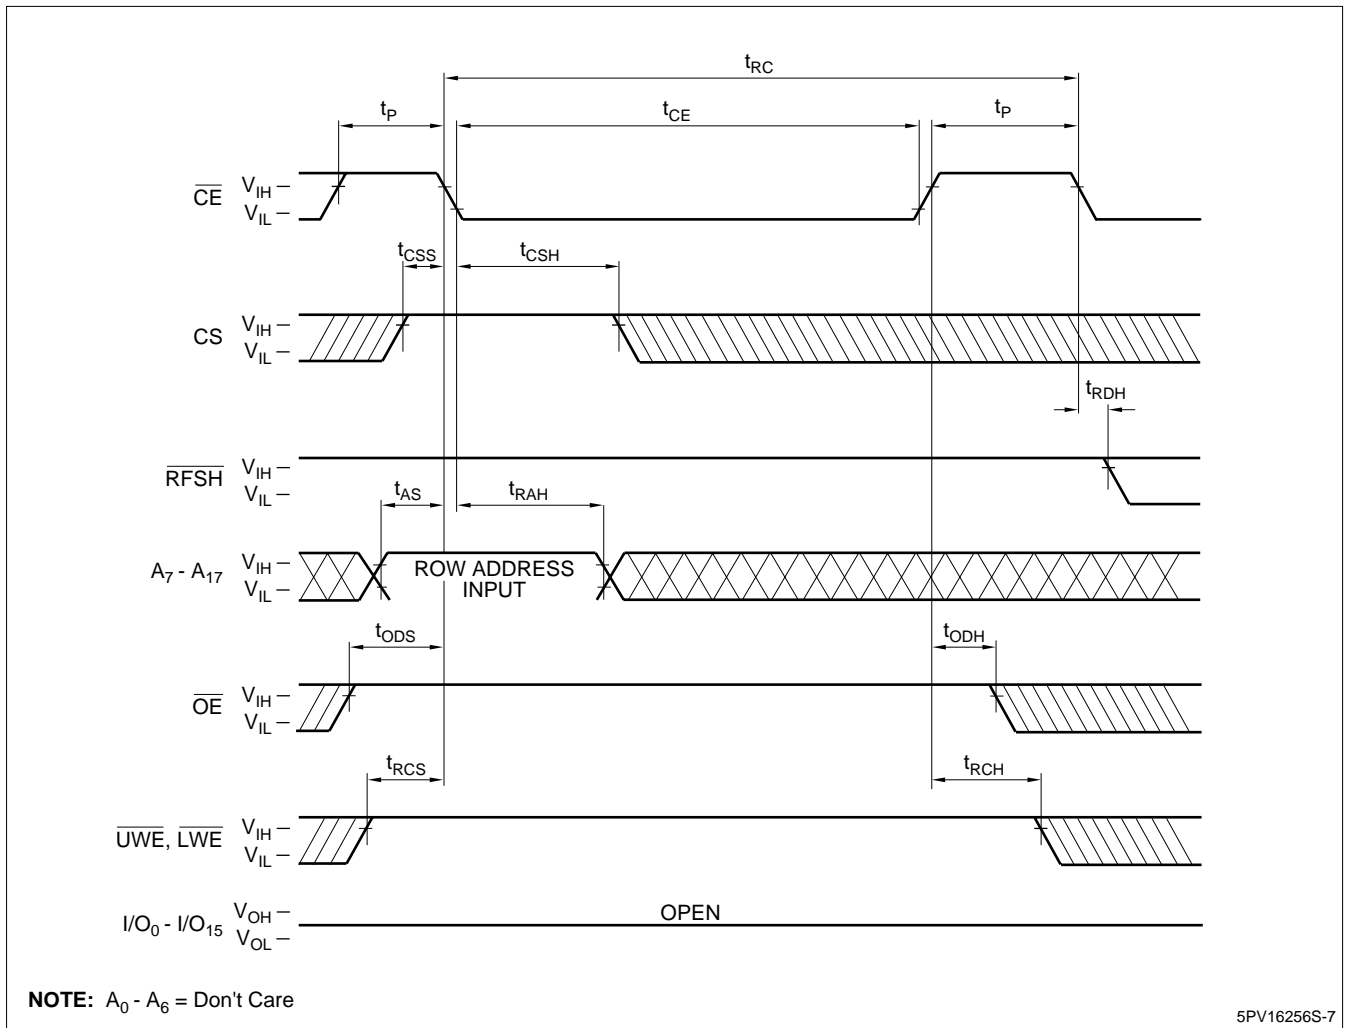 tRC
tP
tCE
tP
CE
VIH
VIL
tCSS
tCSH
CS
VIH
VIL
tRDH
RFSH
VIH
VIL
tAS
tRAH
A7 - A17
VIH
VIL
ROW ADDRESS
INPUT
tODS
tODH
OE
VIH
VIL
tRCS
tRCH
UWE, LWE
VIH
VIL
I/O0 - I/O15
VOH
VOL
OPEN
NOTE: A0 - A6 = Don't Care
5PV16256S-7